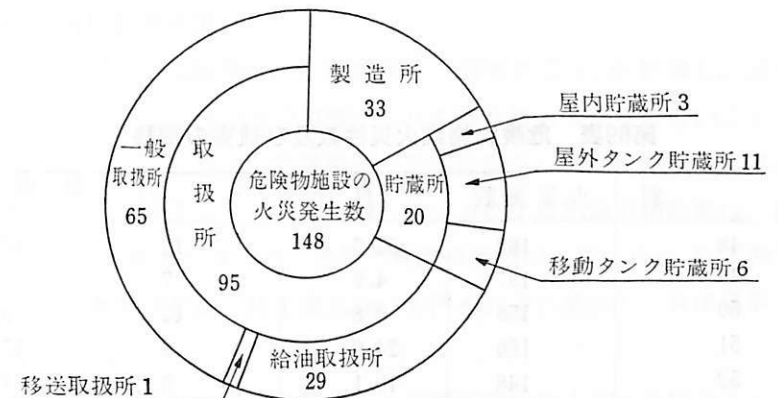 製造所
33
屋内貯蔵所3
屋外タンク貯蔵所11
移動タンク貯蔵所6
貯蔵所
20
危険物施設の
火災発生数
148
一般
取扱所
65
取
扱
所
95
給油取扱所
29
移送取扱所1